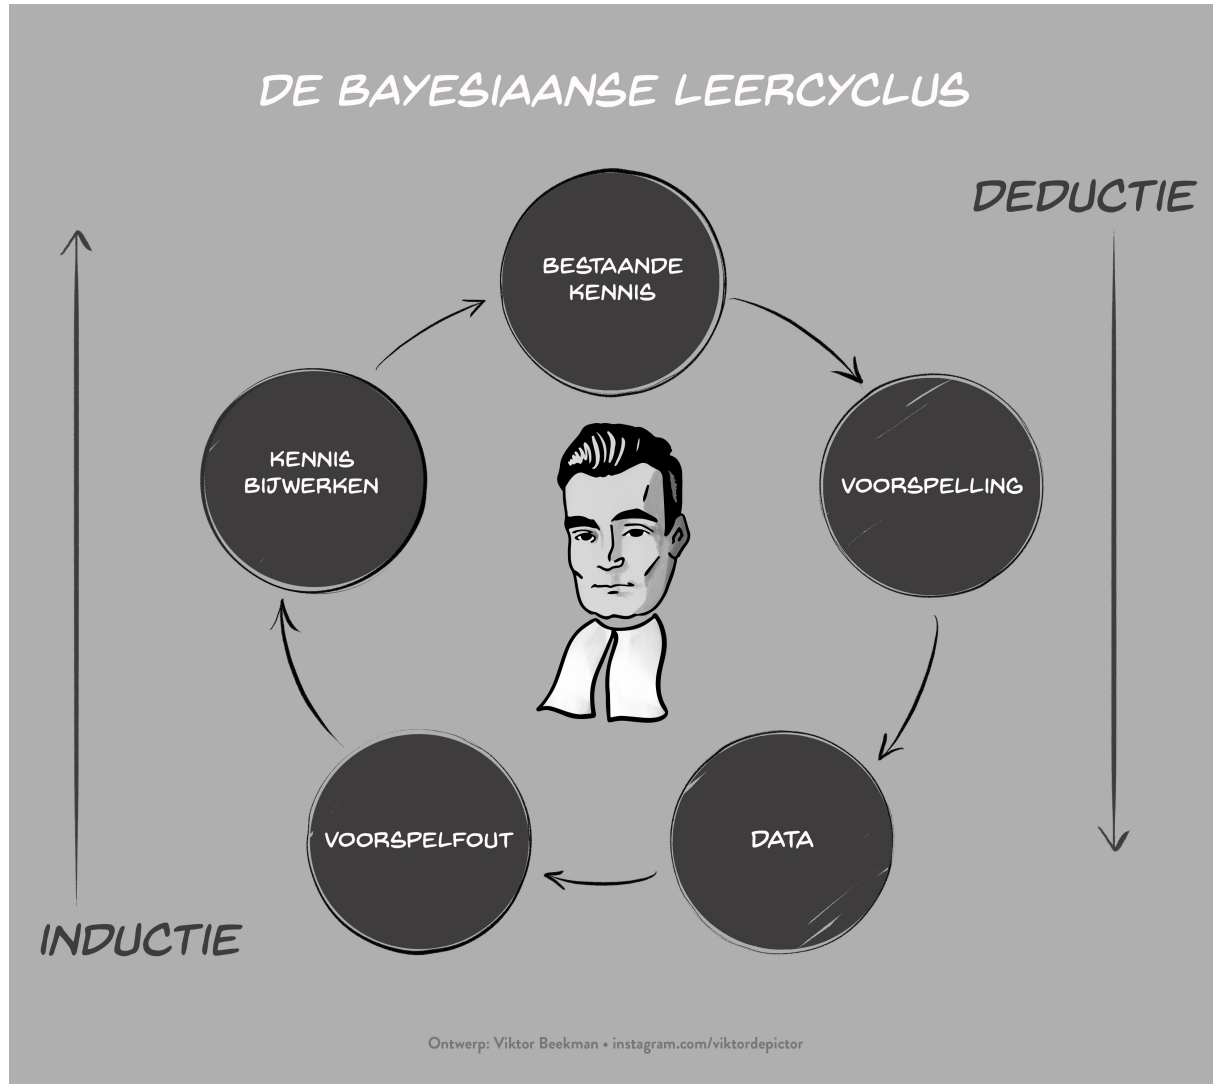 DE BAYESIAANSE LEERCYCLUS
DEDUCTIE
BESTAANDE
KENNIS
KENNIS
BIJWERKEN
VOORSPELLING
VOORSPELFOUT
DATA
INDUCTIE
Ontwerp: Viktor Beekman • instagram.com/viktordepictor